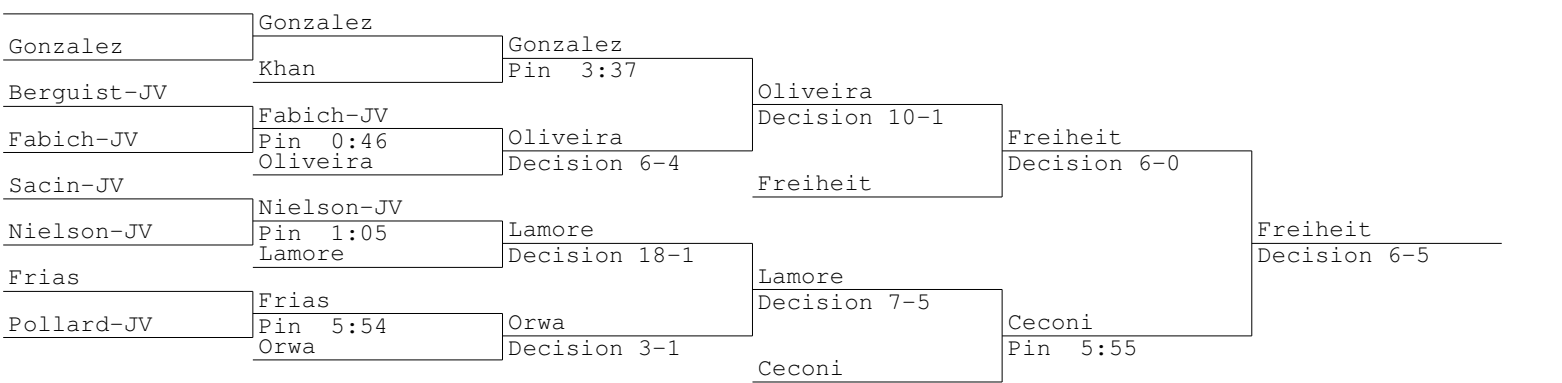 Gonzalez
Berguist-JV
Fabich-JV
Sacin-JV
Nielson-JV
Frias
Pollard-JV
Gonzalez
Khan
Fabich-JV
Pin 0:46
Oliveira
Nielson-JV
Pin 1:05
Lamore
Frias
Pin 5:54
Orwa
Gonzalez
Pin 3:37
Oliveira
Decision 6-4
Lamore
Decision 18-1
Orwa
Decision 3-1
Oliveira
Decision 10-1
Freiheit
Lamore
Decision 7-5
Ceconi
Freiheit
Decision 6-0
Ceconi
Pin 5:55
Freiheit
Decision 6-5